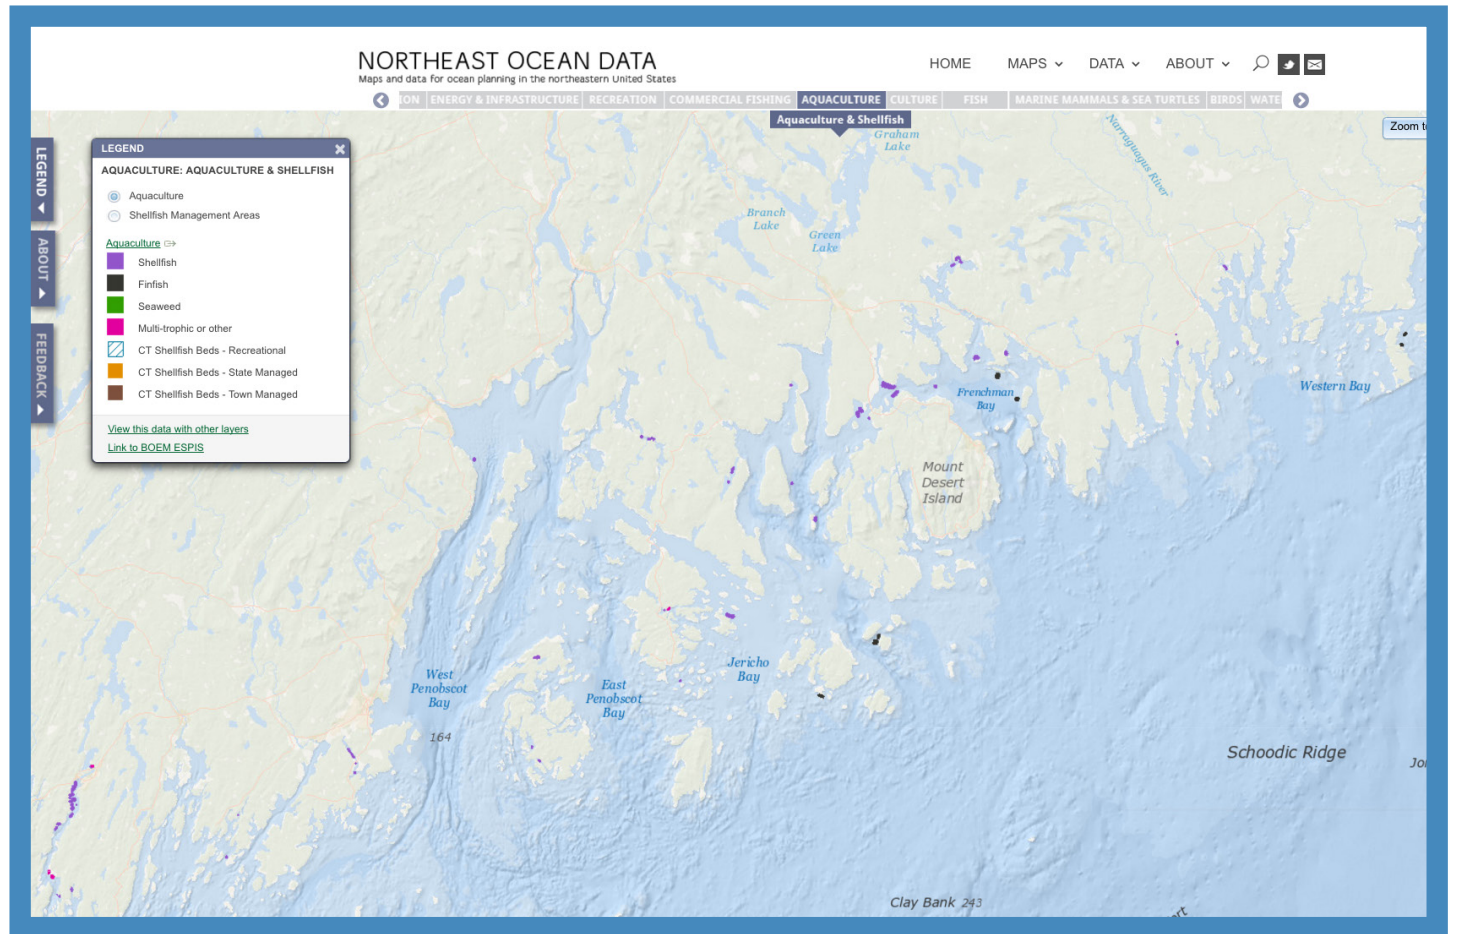 NORTHEAST OCEAN DATA
Maps and data for ocean planning in the northeastern United States
HOME MAPS DATA ABOUT
ION ENERGY & INFRASTRUCTURE RECREATION COMMERCIAL FISHING AQUACULTURE CULTURE FISH MARINE MAMMALS & SEA TURTLES BIRDS WATE
Aquaculture & Shellfish
Zoom t
LEGEND
ABOUT
FEEDBACK
LEGEND
AQUACULTURE: AQUACULTURE & SHELLFISH
Aquaculture
Shellfish Management Areas
Aquaculture
Shellfish
Finfish
Seaweed
Multi-trophic or other
CT Shellfish Beds - Recreational
CT Shellfish Beds - State Managed
CT Shellfish Beds - Town Managed
View this data with other layers
Link to BOEM ESPIS
Graham
Lake
Narraguagus River
Branch
Lake
Green
Lake
Western Bay
Frenchman
Bay
Mount
Desert
Island
West
Penobscot
Bay
East
Penobscot
Bay
Jericho
Bay
164
Schoodic Ridge
Jo
Clay Bank 243
ort